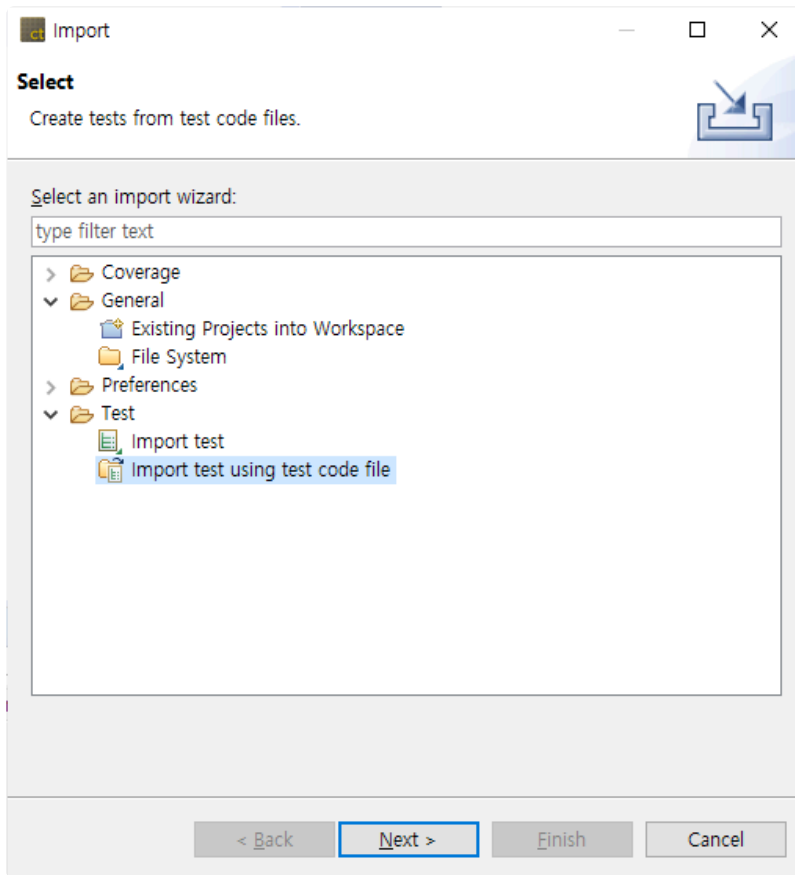 ct Import
Select
Create tests from test code files.
Select an import wizard:
type filter text
Coverage
General
Existing Projects into Workspace
File System
Preferences
Test
Import test
Import test using test code file
< Back Next > Finish Cancel